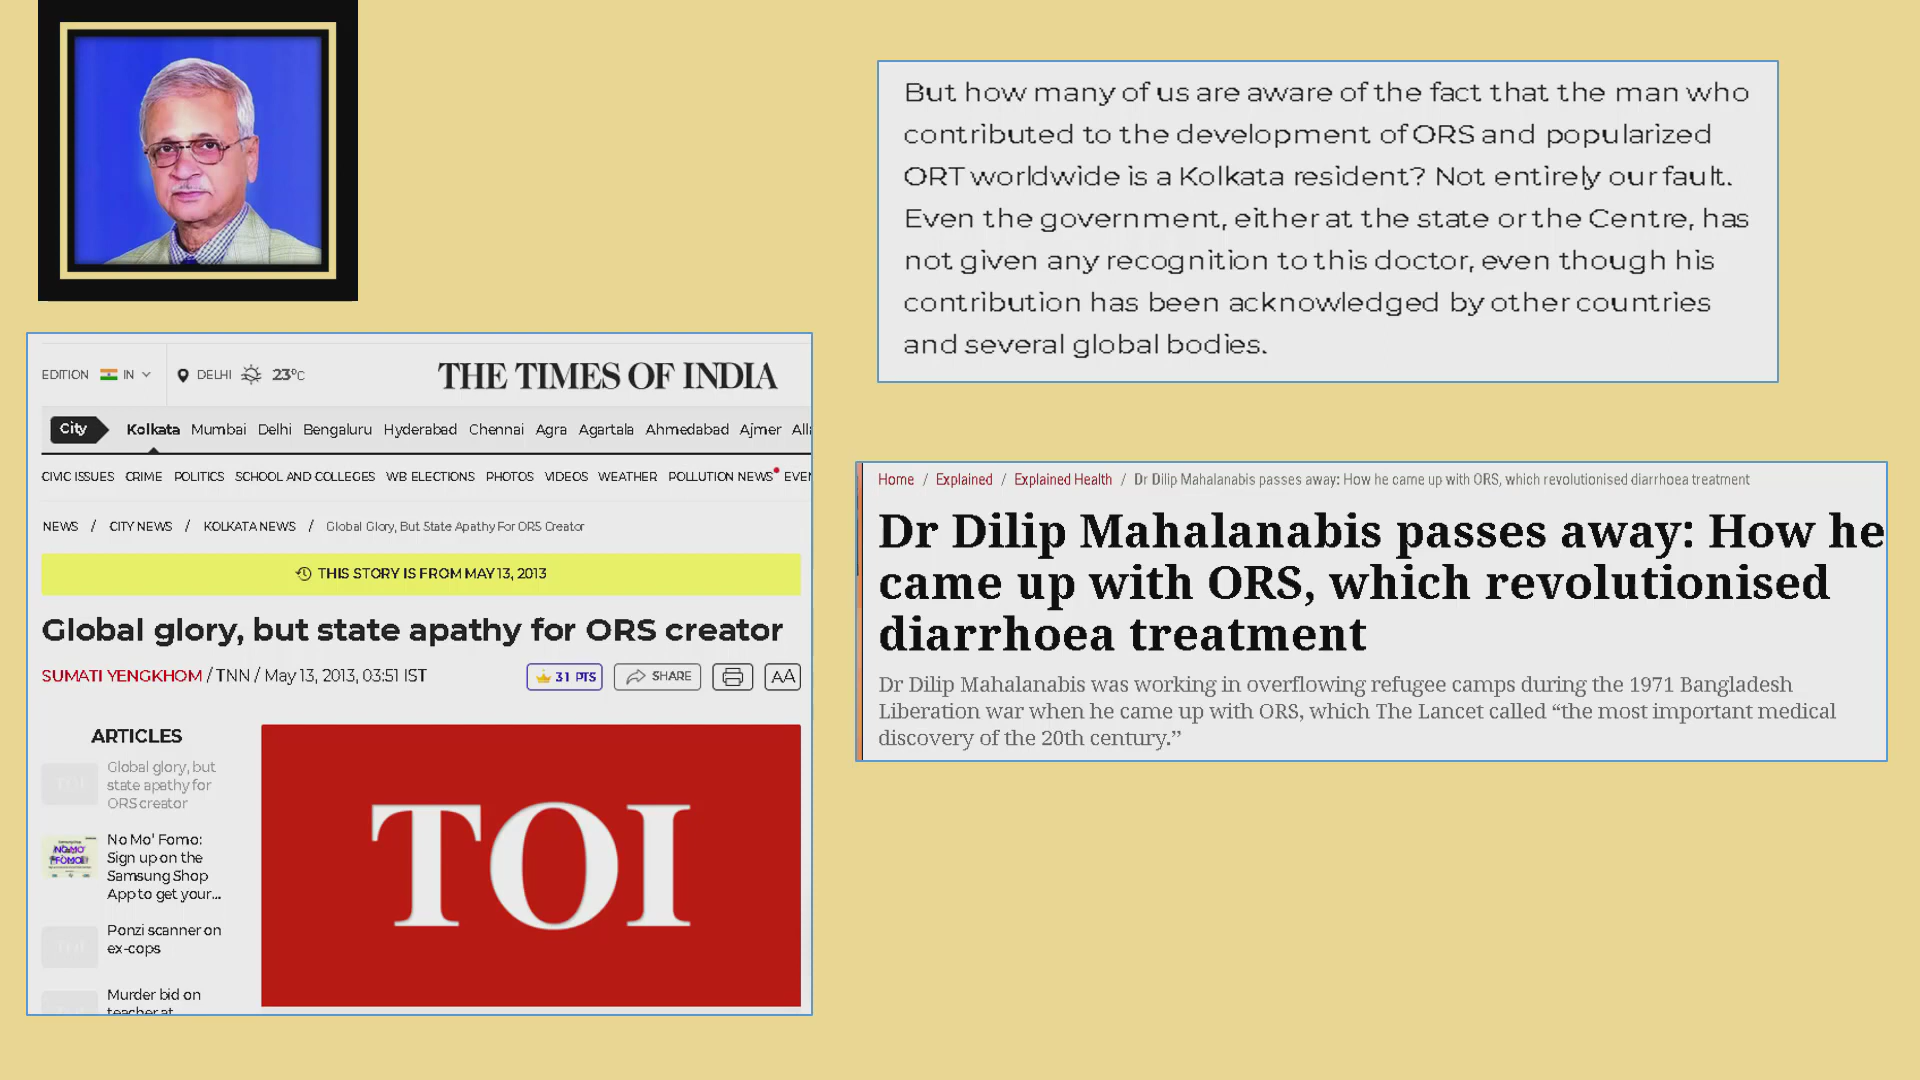 But how many of us are aware of the fact that the man who
contributed to the development of ORS and popularized
ORT worldwide is a Kolkata resident? Not entirely our fault.
Even the government, either at the state or the Centre, has
not given any recognition to this doctor, even though his
contribution has been acknowledged by other countries
and several global bodies.
EDITION IN DELHI 23°C THE TIMES OF INDIA
City Kolkata Mumbai Delhi Bengaluru Hyderabad Chennai Agra Agartala Ahmedabad Ajmer
CIVIC ISSUES CRIME POLITICS SCHOOL AND COLLEGES WB ELECTIONS PHOTOS VIDEOS WEATHER POLLUTION NEWS
NEWS / CITY NEWS / KOLKATA NEWS / Global Glory, But State Apathy For ORS Creator
THIS STORY IS FROM MAY 13, 2013
Global glory, but state apathy for ORS creator
SUMATI YENGKHOM / TNN / May 13, 2013, 03:51 IST 31 PTS SHARE AA
ARTICLES
Global glory, but
state apathy for
ORS creator
NO MO'
FOMO
No Mo' Fomo:
Sign up on the
Samsung Shop
App to get your...
Ponzi scanner on
ex-cops
Murder bid on
teacher at
TOI
Home / Explained / Explained Health / Dr Dilip Mahalanabis passes away: How he came up with ORS, which revolutionised diarrhoea treatment
Dr Dilip Mahalanabis passes away: How he
came up with ORS, which revolutionised
diarrhoea treatment
Dr Dilip Mahalanabis was working in overflowing refugee camps during the 1971 Bangladesh
Liberation war when he came up with ORS, which The Lancet called “the most important medical
discovery of the 20th century.”